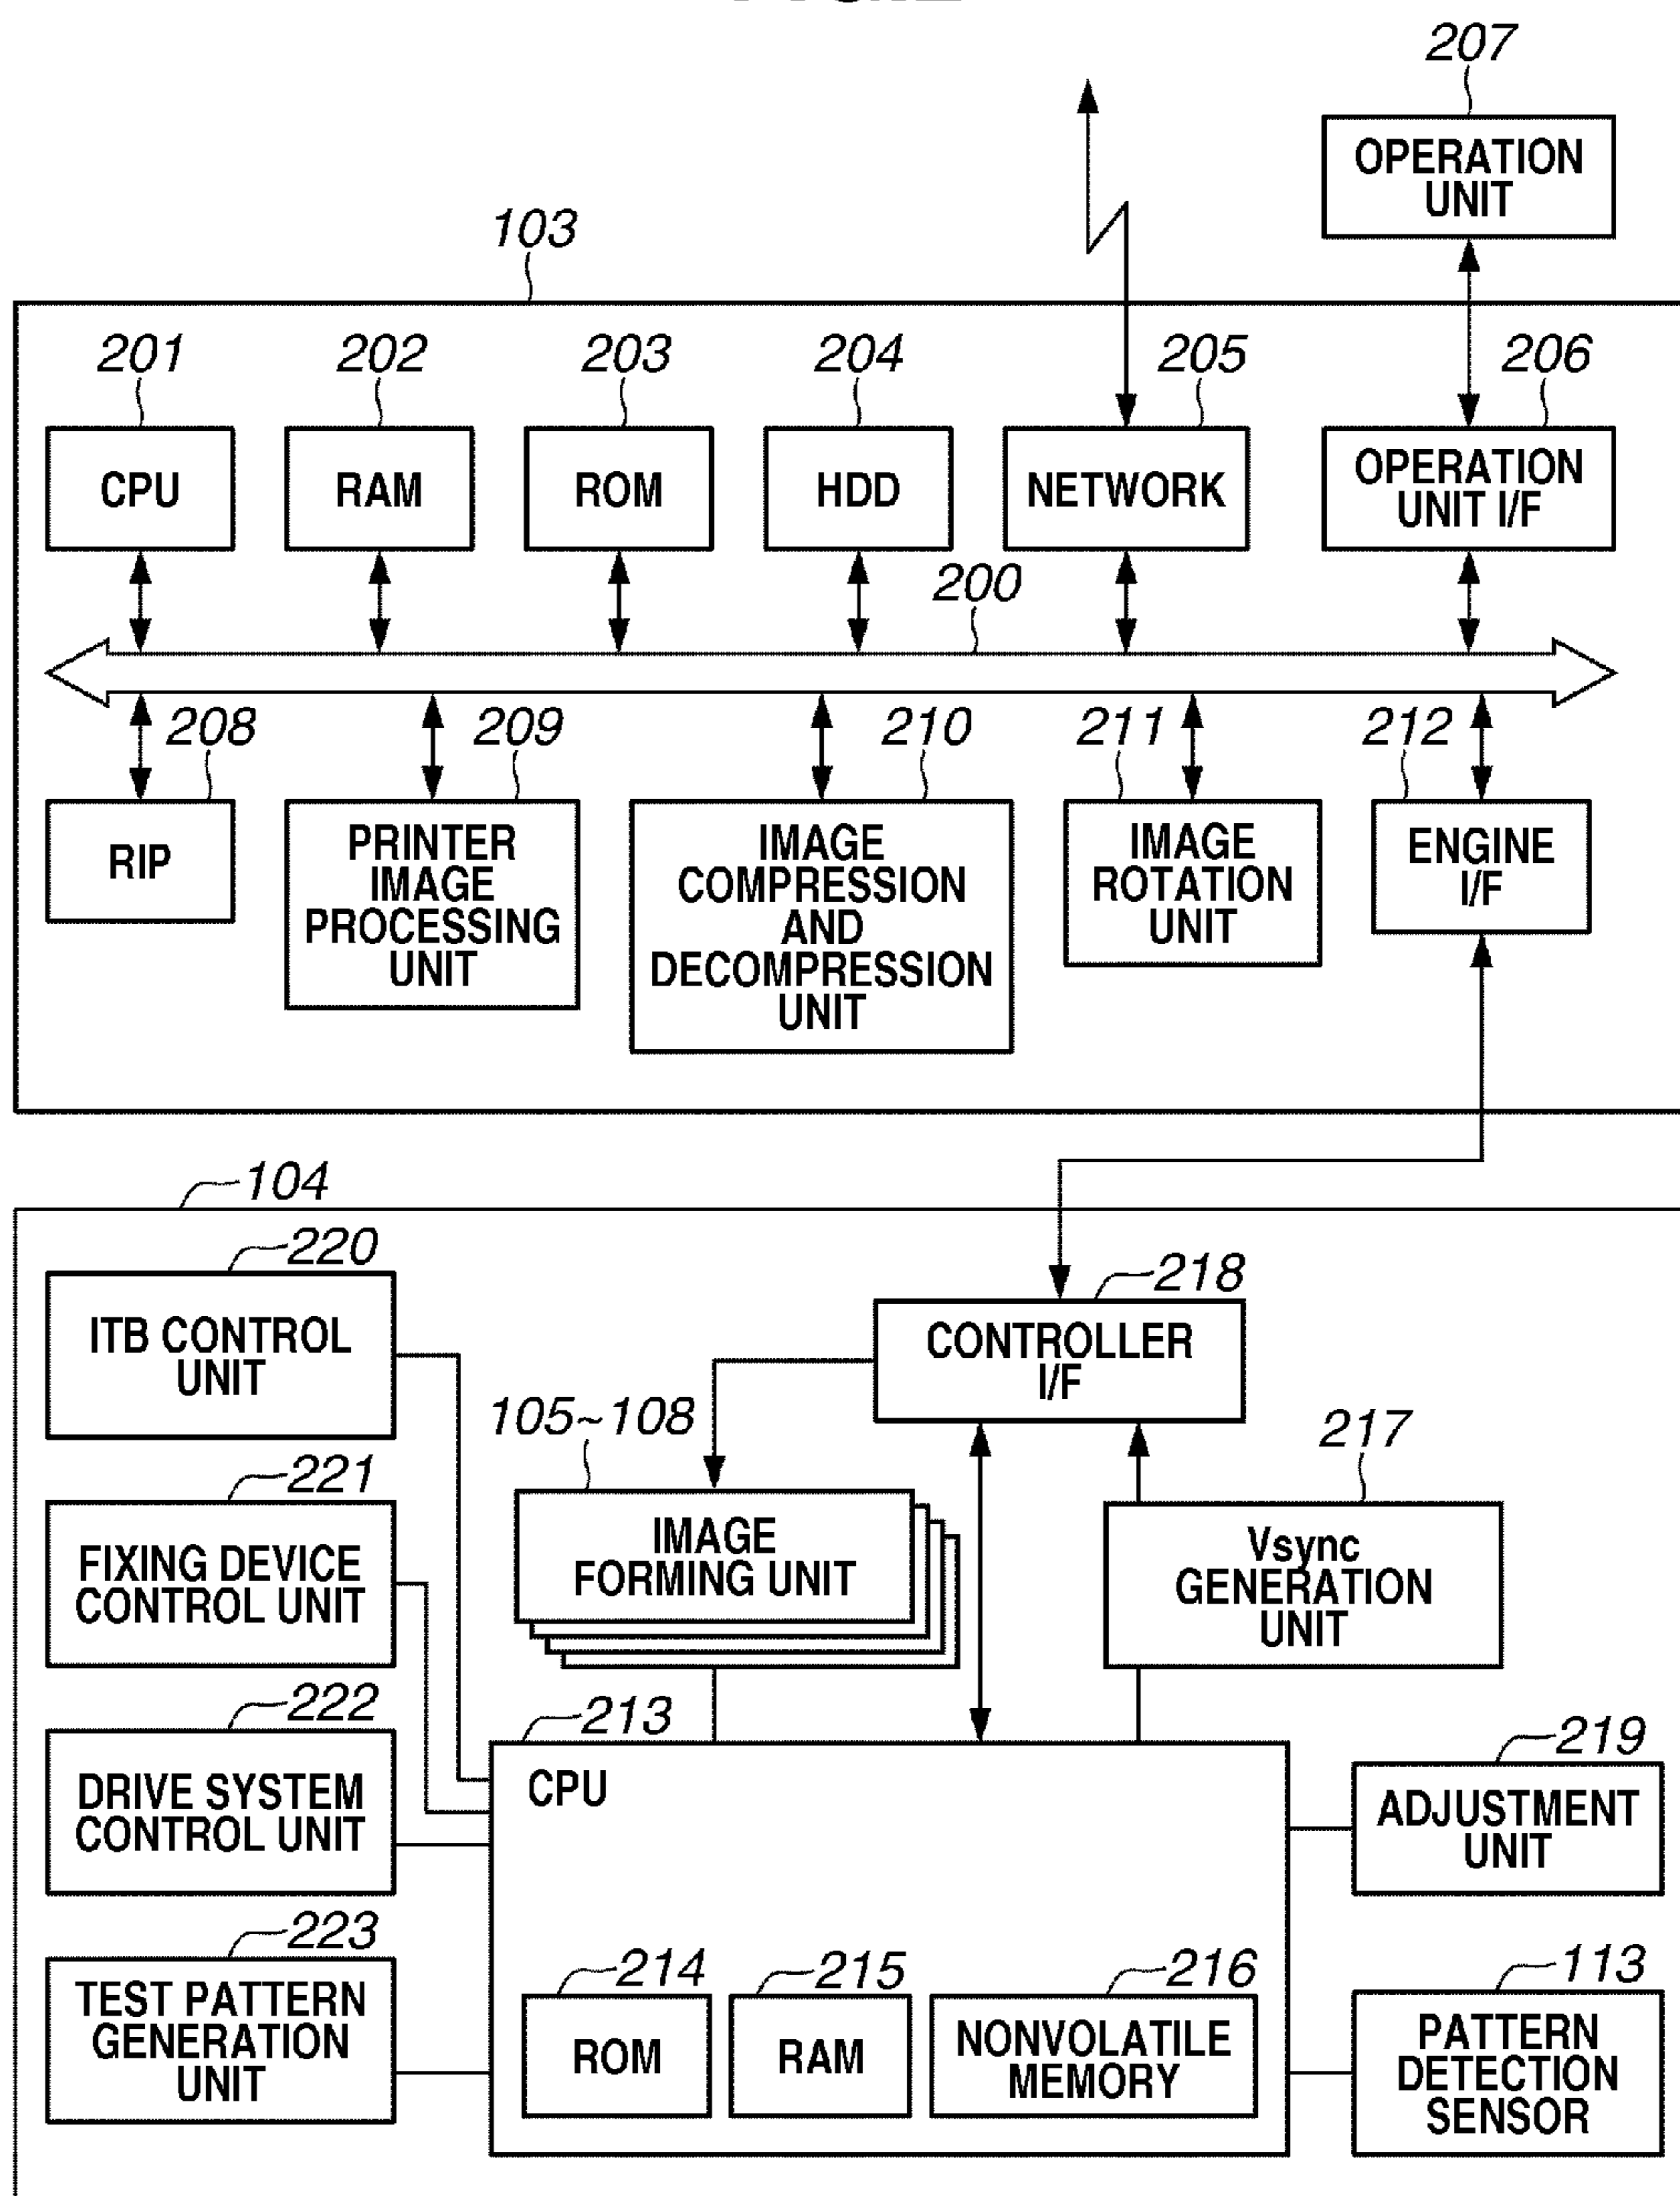 207
OPERATION
UNIT
103
201
202
203
204
205
206
CPU
RAM
ROM
HDD
NETWORK
OPERATION
UNIT I/F
200
208
209
210
211
212
RIP
PRINTER
IMAGE
PROCESSING
UNIT
IMAGE
COMPRESSION
AND
DECOMPRESSION
UNIT
IMAGE
ROTATION
UNIT
ENGINE
I/F
104
220
ITB CONTROL
UNIT
218
CONTROLLER
I/F
105~108
IMAGE
FORMING UNIT
217
Vsync
GENERATION
UNIT
221
FIXING DEVICE
CONTROL UNIT
222
DRIVE SYSTEM
CONTROL UNIT
213
CPU
219
ADJUSTMENT
UNIT
223
TEST PATTERN
GENERATION
UNIT
214
ROM
215
RAM
216
NONVOLATILE
MEMORY
113
PATTERN
DETECTION
SENSOR